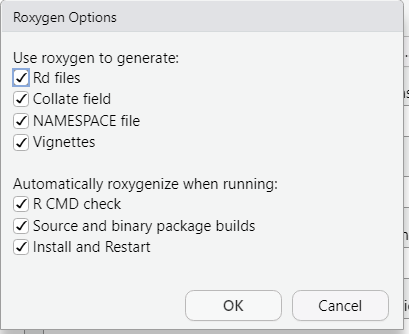 Roxygen Options
Use roxygen to generate:
Rd files
Collate field
NAMESPACE file
Vignettes
Automatically roxygenize when running:
R CMD check
Source and binary package builds
Install and Restart
OK Cancel